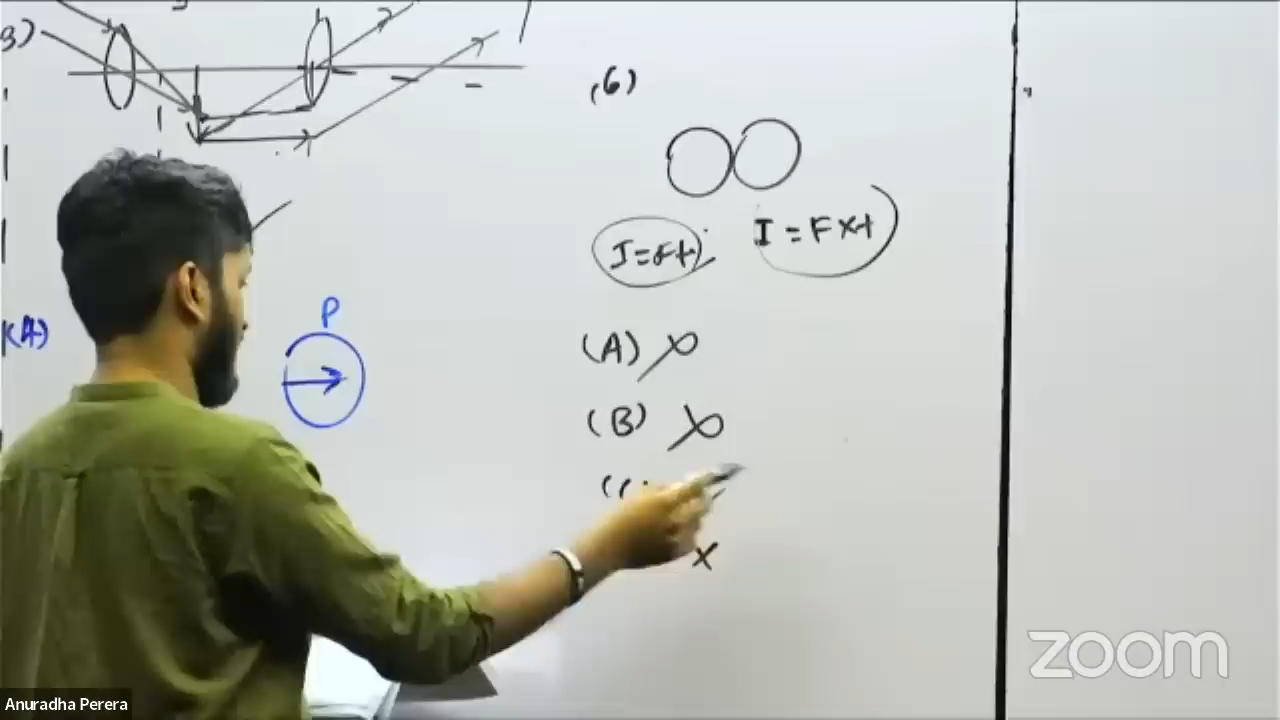 3)
(6)
I = Ft
I = F×t
(A)
(B)
(C
×
(A)
P
zoom
Anuradha Perera